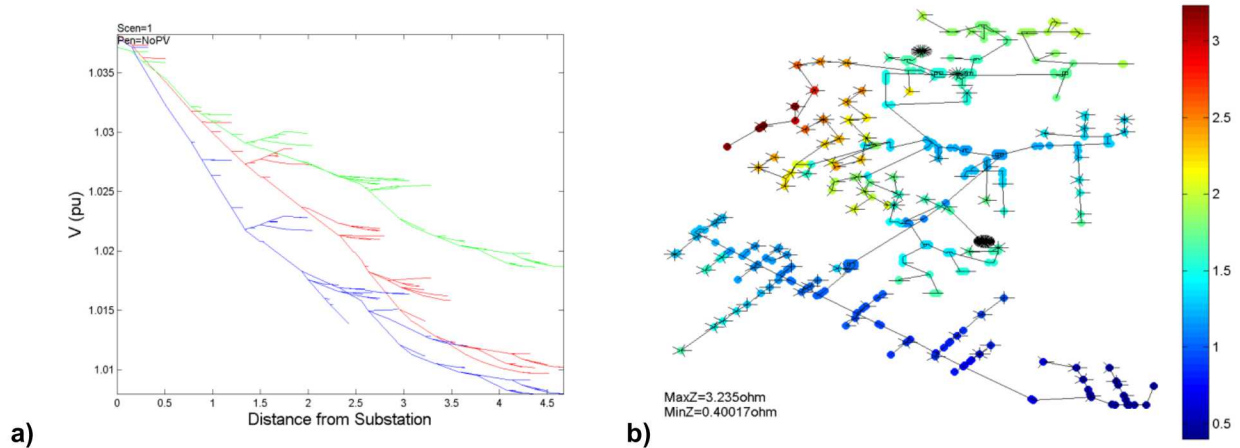 Scen=1
Pen=NoPV
1.035
1.03
1.025
1.02
1.015
1.01
V (pu)
0 0.5 1 1.5 2 2.5 3 3.5 4 4.5
Distance from Substation
a)
MaxZ=3.235ohm
MinZ=0.40017ohm
b)
3
2.5
2
1.5
1
0.5